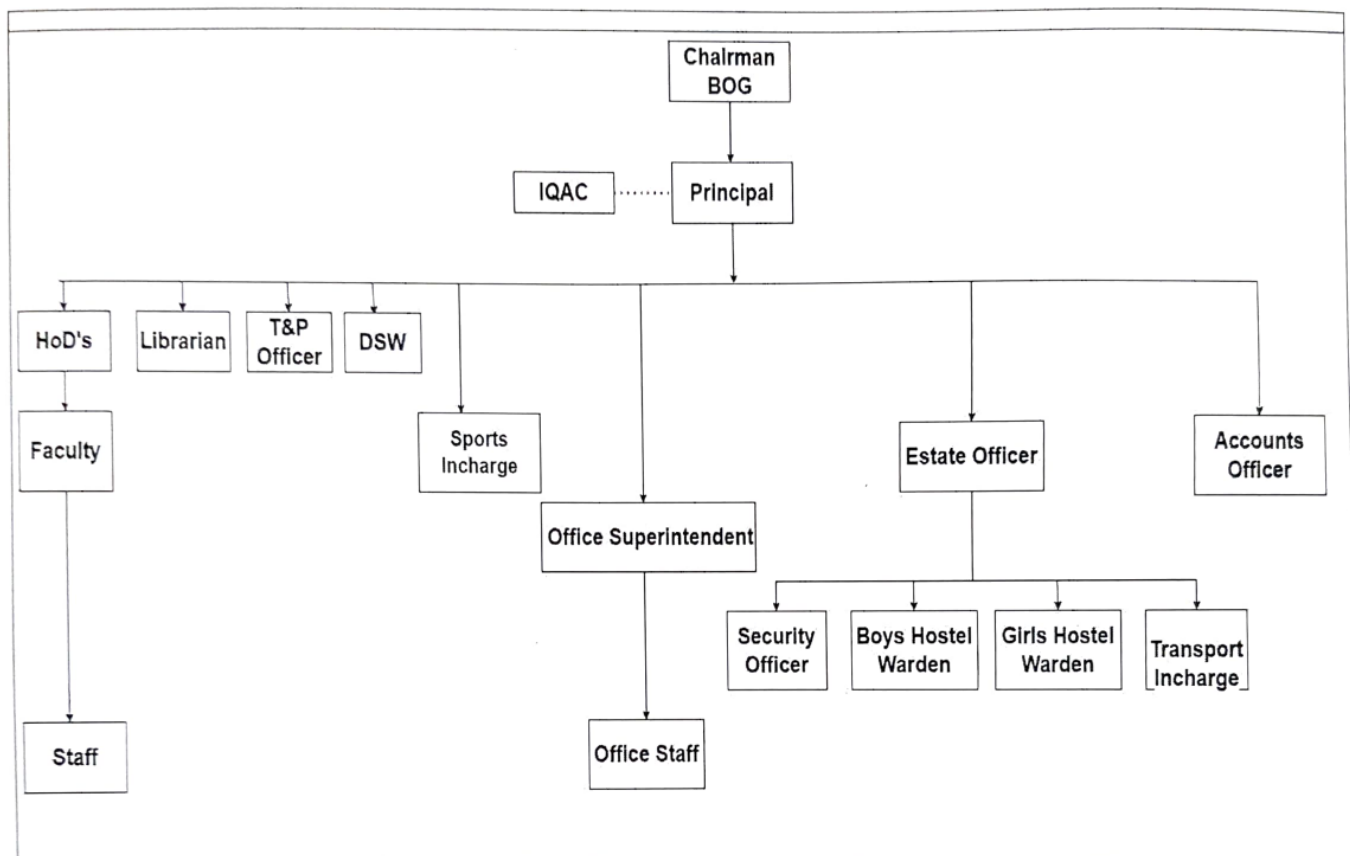 Chairman
BOG
IQAC
Principal
HoD's
Librarian
T&P
Officer
DSW
Faculty
Sports
Incharge
Estate Officer
Accounts
Officer
Office Superintendent
Security
Officer
Boys Hostel
Warden
Girls Hostel
Warden
Transport
Incharge
Staff
Office Staff